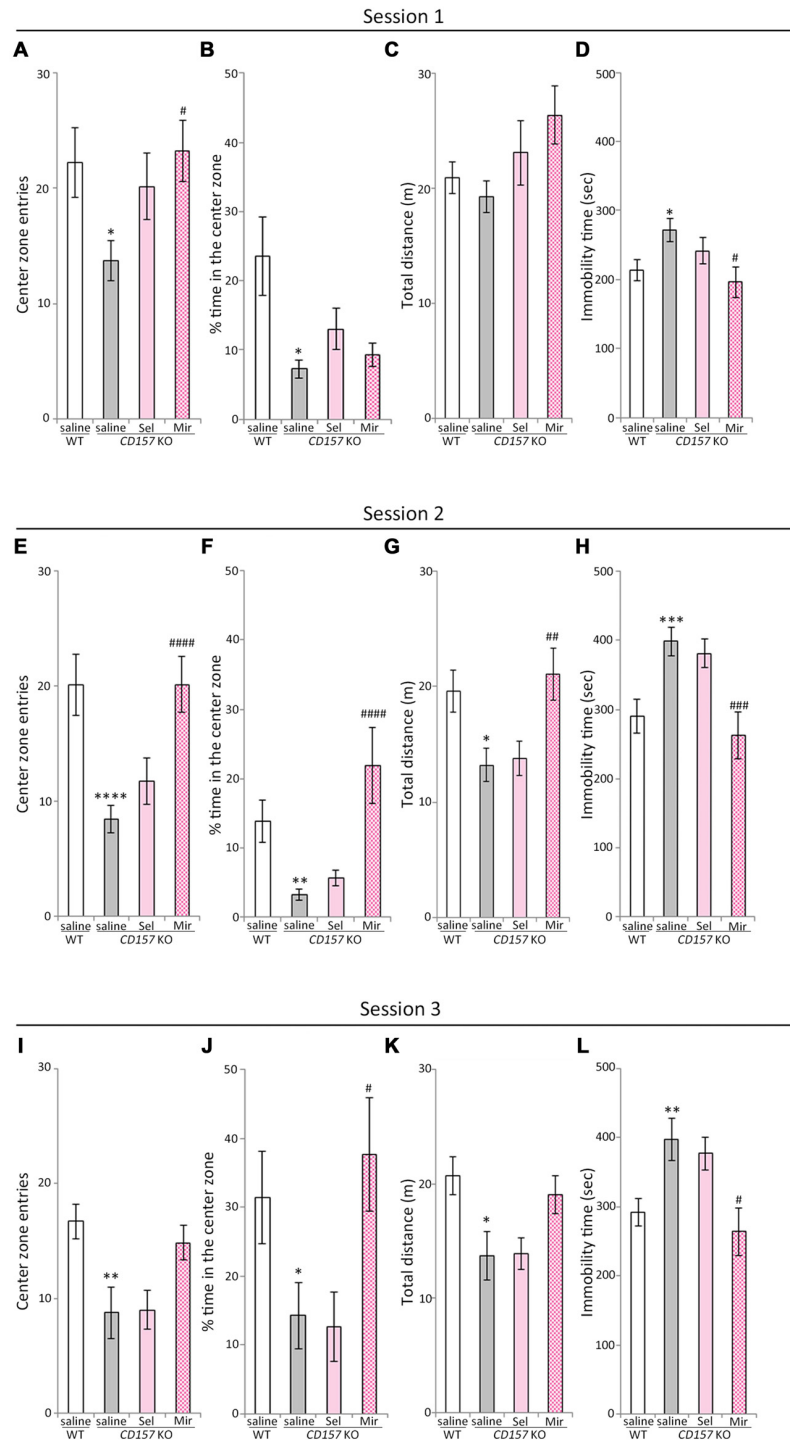 Session 1
A
Center zone entries
30
20
10
0
#
*
saline saline Sel Mir
WT CD157 KO
B
% time in the center zone
50
40
30
20
10
0
*
saline saline Sel Mir
WT CD157 KO
C
Total distance (m)
30
20
10
0
saline saline Sel Mir
WT CD157 KO
D
Immobility time (sec)
500
400
300
200
100
0
*
#
saline saline Sel Mir
WT CD157 KO
Session 2
E
Center zone entries
30
20
10
0
####
****
saline saline Sel Mir
WT CD157 KO
F
% time in the center zone
50
40
30
20
10
0
####
**
saline saline Sel Mir
WT CD157 KO
G
Total distance (m)
30
20
10
0
##
*
saline saline Sel Mir
WT CD157 KO
H
Immobility time (sec)
500
400
300
200
100
0
***
###
saline saline Sel Mir
WT CD157 KO
Session 3
I
Center zone entries
30
20
10
0
**
saline saline Sel Mir
WT CD157 KO
J
% time in the center zone
50
40
30
20
10
0
#
*
saline saline Sel Mir
WT CD157 KO
K
Total distance (m)
30
20
10
0
*
saline saline Sel Mir
WT CD157 KO
L
Immobility time (sec)
500
400
300
200
100
0
**
#
saline saline Sel Mir
WT CD157 KO